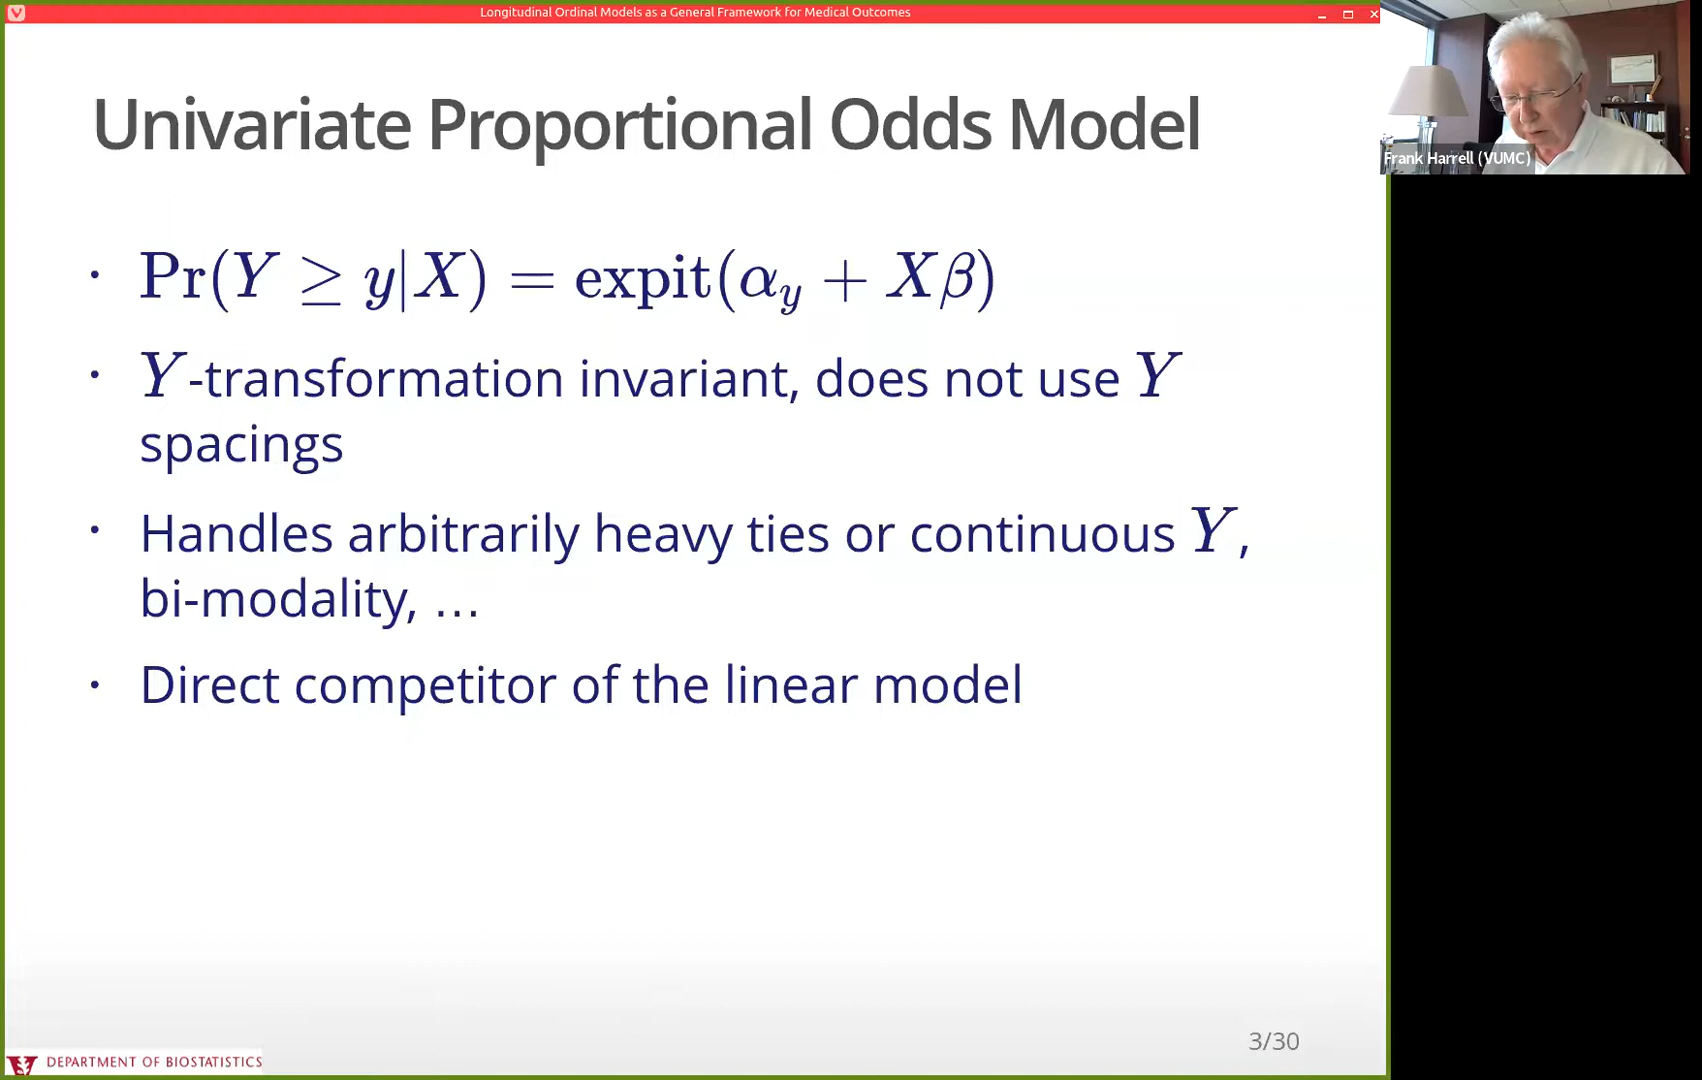 Longitudinal Ordinal Models as a General Framework for Medical Outcomes
Univariate Proportional Odds Model
• Pr(Y ≥ y|X) = expit(α_y + Xβ)
• Y-transformation invariant, does not use Y
spacings
• Handles arbitrarily heavy ties or continuous Y,
bi-modality, …
• Direct competitor of the linear model
3/30
DEPARTMENT OF BIOSTATISTICS
Frank Harrell (VUMC)